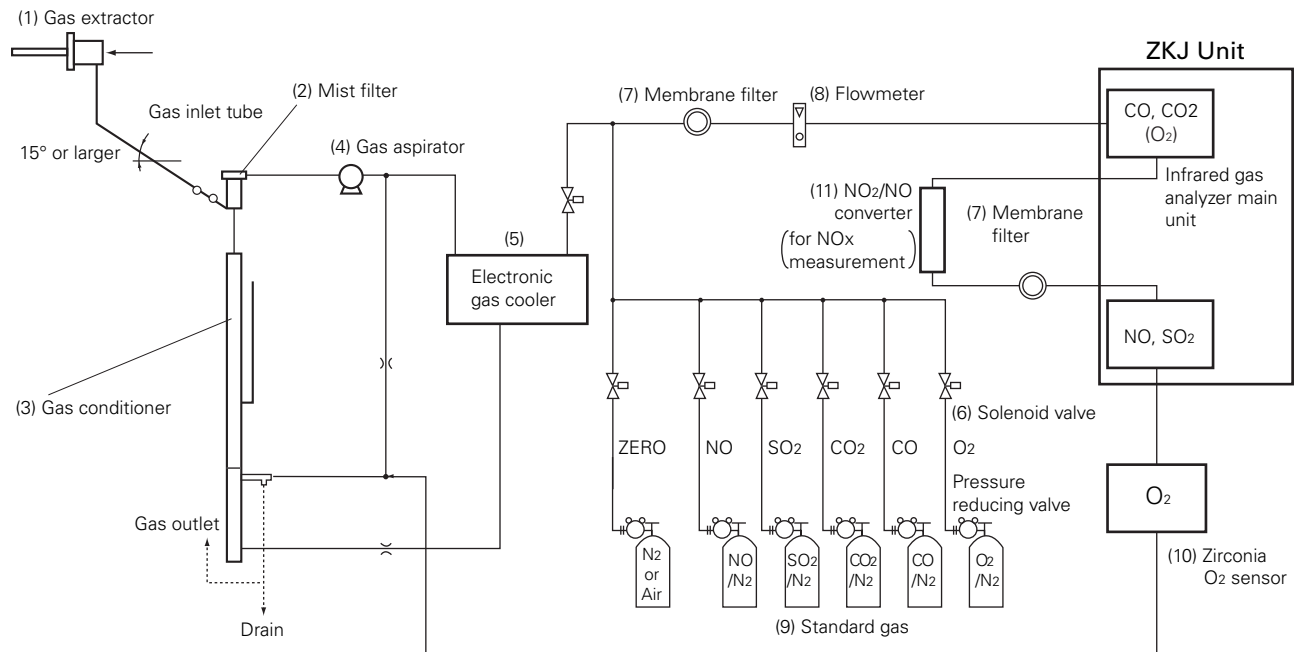 (1) Gas extractor
Gas inlet tube
15° or larger
(2) Mist filter
(4) Gas aspirator
(3) Gas conditioner
Gas outlet
Drain
(5)
Electronic
gas cooler
(7) Membrane filter
(8) Flowmeter
ZKJ Unit
CO, CO2
(O2)
Infrared gas
analyzer main
unit
(11) NO2/NO
converter
(for NOx
measurement)
(7) Membrane
filter
NO, SO2
(6) Solenoid valve
ZERO
NO
SO2
CO2
CO
O2
Pressure
reducing valve
N2
or
Air
NO
/N2
SO2
/N2
CO2
/N2
CO
/N2
O2
/N2
(9) Standard gas
O2
(10) Zirconia
O2 sensor